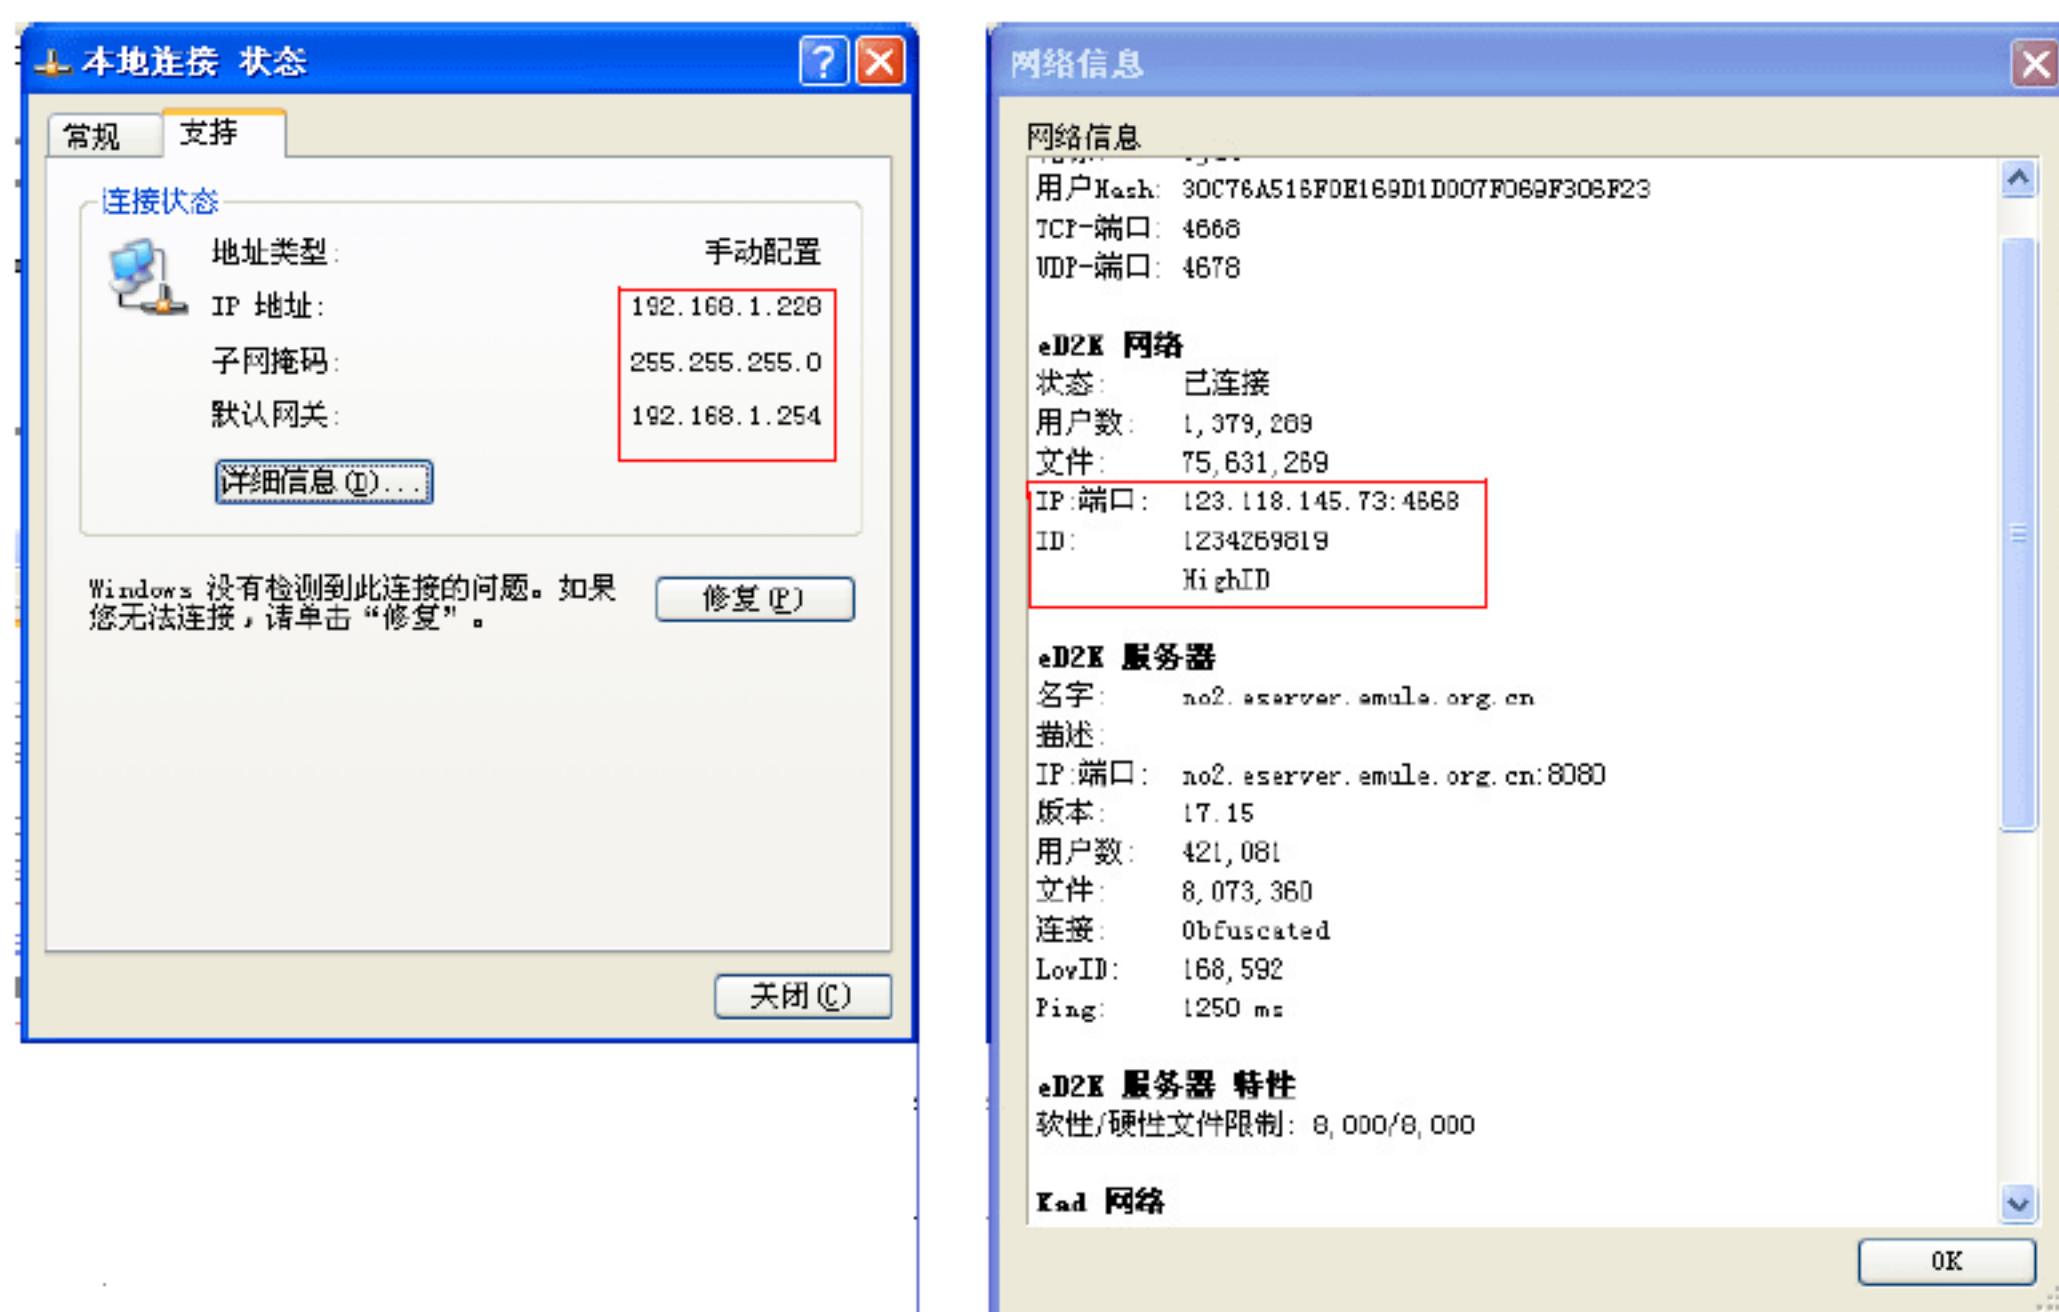 本地连接 状态
常规 支持
连接状态
地址类型: 手动配置
IP 地址: 192.168.1.228
子网掩码: 255.255.255.0
默认网关: 192.168.1.254
详细信息(D)...
Windows 没有检测到此连接的问题。如果
您无法连接，请单击“修复”。
修复(P)
关闭(C)
网络信息
网络信息
用户Hash: 30C76A516F0E169D1D007F069F306F23
TCP-端口: 4668
UDP-端口: 4678
eD2K 网络
状态: 已连接
用户数: 1,379,289
文件: 75,631,269
IP:端口: 123.118.145.73:4668
ID: 1234269819
HighID
eD2K 服务器
名字: no2.eserver.emule.org.cn
描述:
IP:端口: no2.eserver.emule.org.cn:8080
版本: 17.15
用户数: 421,081
文件: 8,073,360
连接: Obfuscated
LowID: 168,592
Ping: 1250 ms
eD2K 服务器 特性
软性/硬性文件限制: 8,000/8,000
Kad 网络
OK